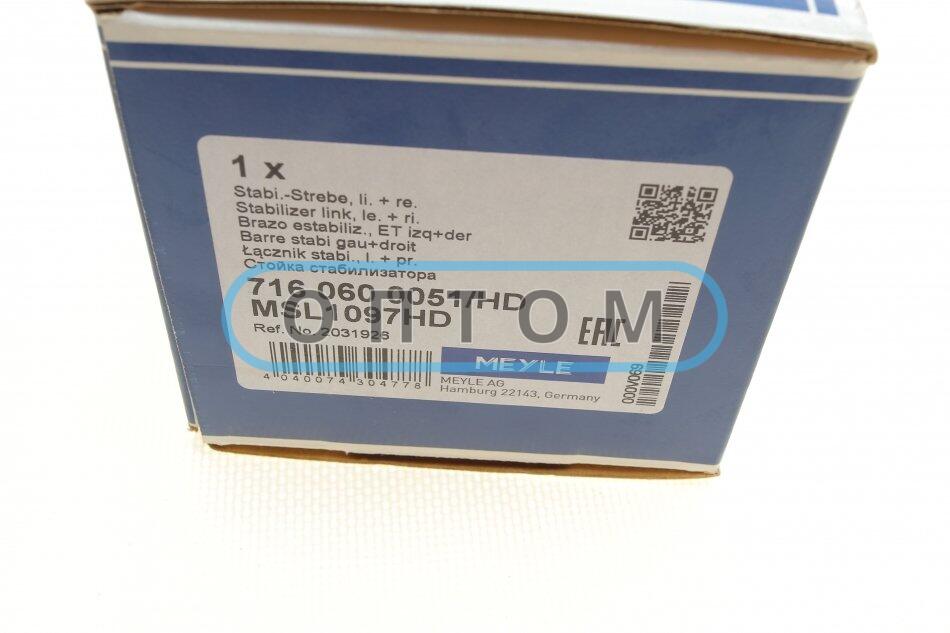 1 x
Stabi.-Strebe, li. + re.
Stabilizer link, le. + ri.
Brazo estabiliz., ET izq+der
Barre stabi gau+droit
Łącznik stabi., l. + pr.
Стойка стабилизатора
716 060 0051/HD
MSL1097HD
ОПТОМ
Ref. No. 2031926
EAC
MEYLE
4 040074 304778
MEYLE AG
Hamburg 22143, Germany
000V069